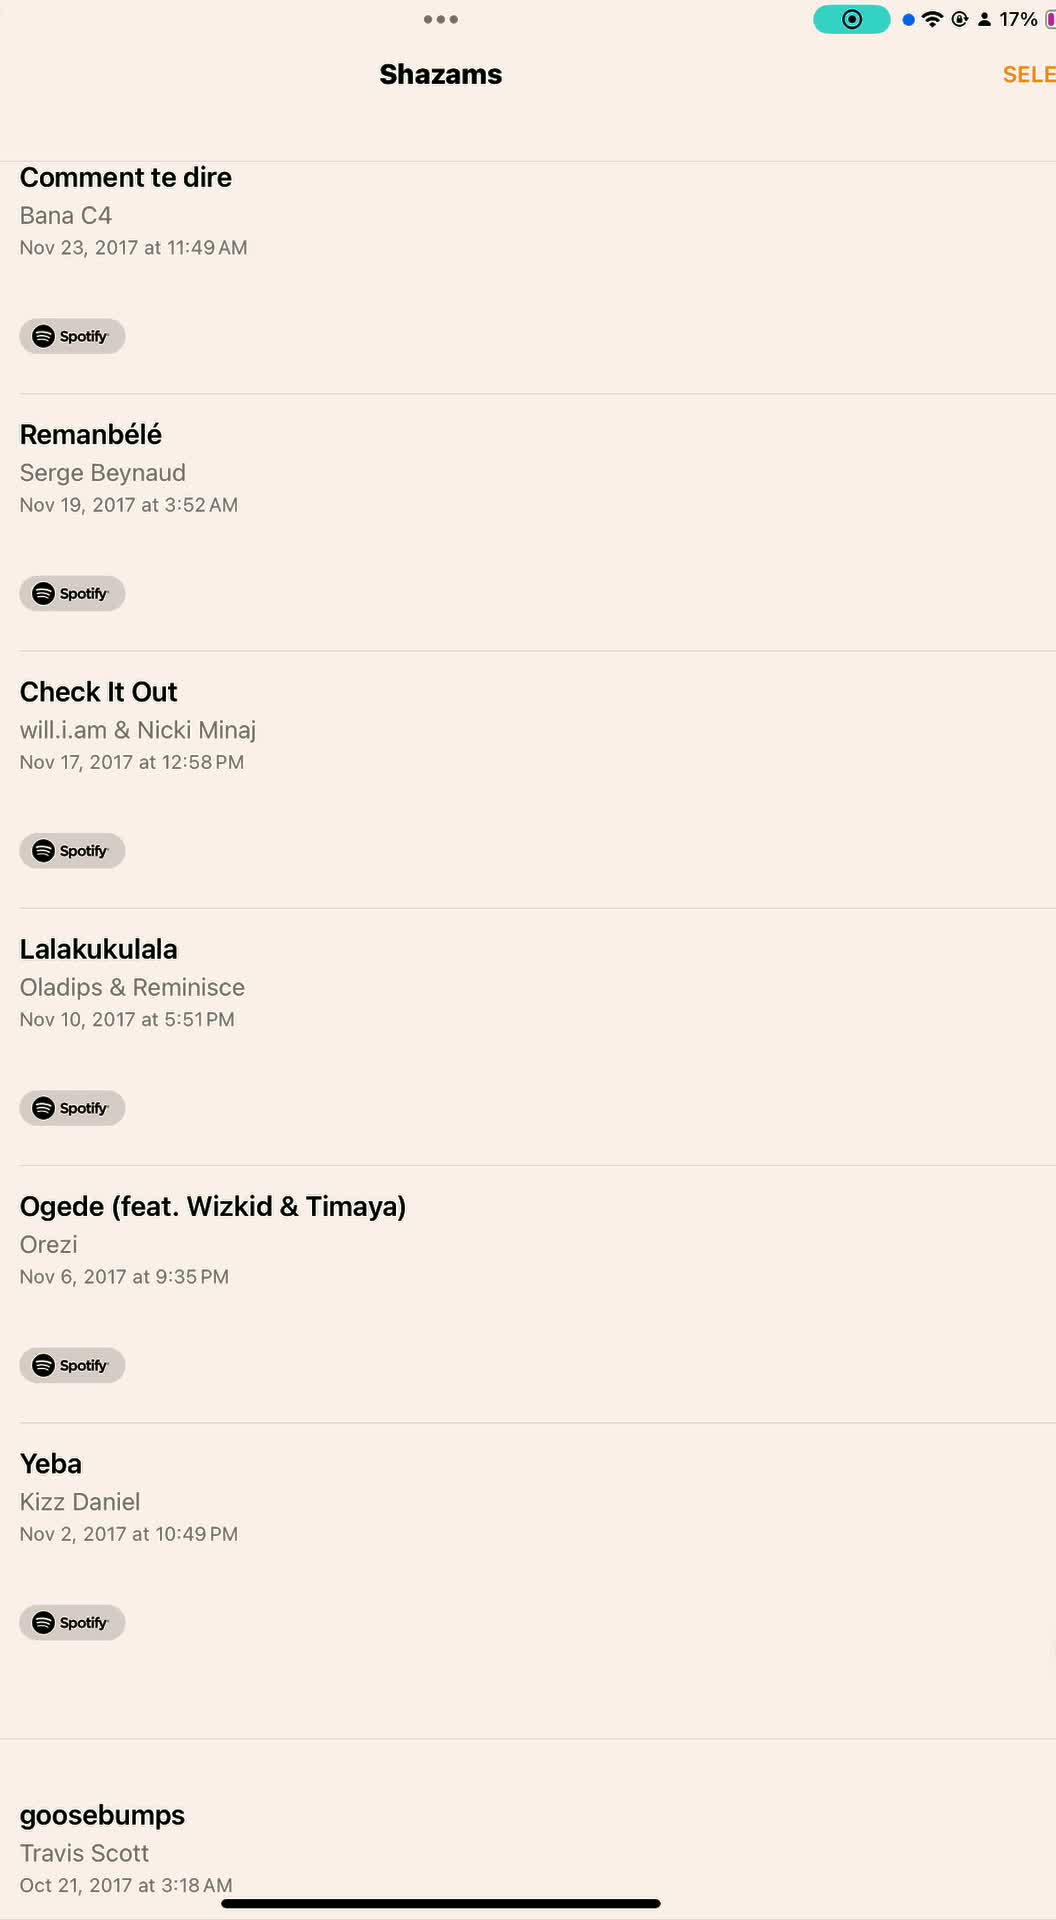 17%
Shazams
SELE
Comment te dire
Bana C4
Nov 23, 2017 at 11:49 AM
Spotify
Remanbélé
Serge Beynaud
Nov 19, 2017 at 3:52 AM
Spotify
Check It Out
will.i.am & Nicki Minaj
Nov 17, 2017 at 12:58 PM
Spotify
Lalakukulala
Oladips & Reminisce
Nov 10, 2017 at 5:51 PM
Spotify
Ogede (feat. Wizkid & Timaya)
Orezi
Nov 6, 2017 at 9:35 PM
Spotify
Yeba
Kizz Daniel
Nov 2, 2017 at 10:49 PM
Spotify
goosebumps
Travis Scott
Oct 21, 2017 at 3:18 AM